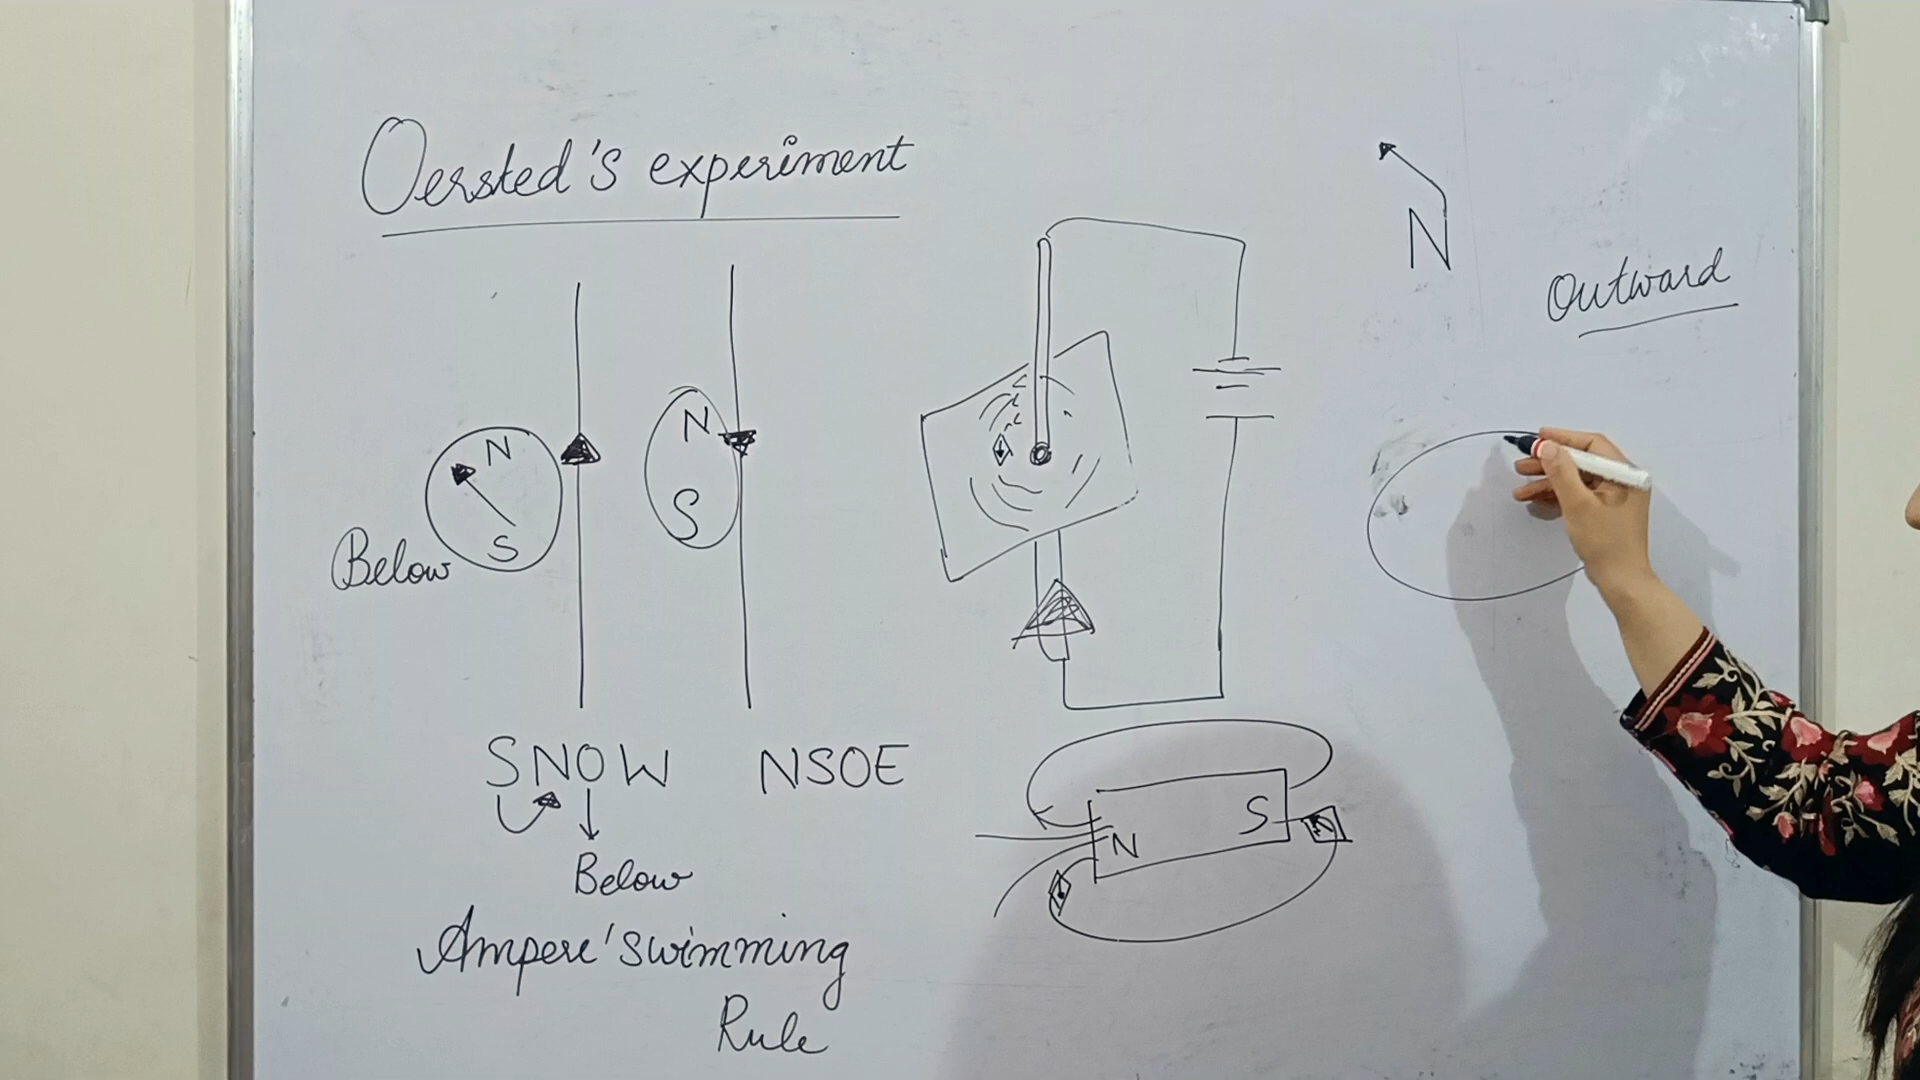 Oersted's experiment
N
Outward
N
S
N
S
Below
SNOW
NSOE
Below
N
S
Ampere'swimming
Rule